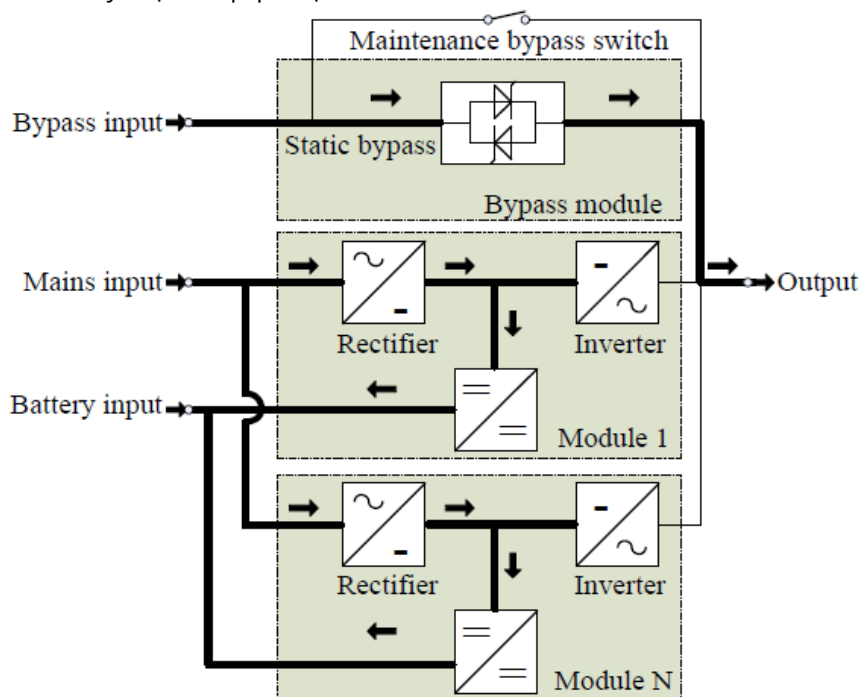 Maintenance bypass switch
Bypass input
Static bypass
Bypass module
Mains input
Output
Rectifier
Inverter
Battery input
Module 1
Rectifier
Inverter
Module N